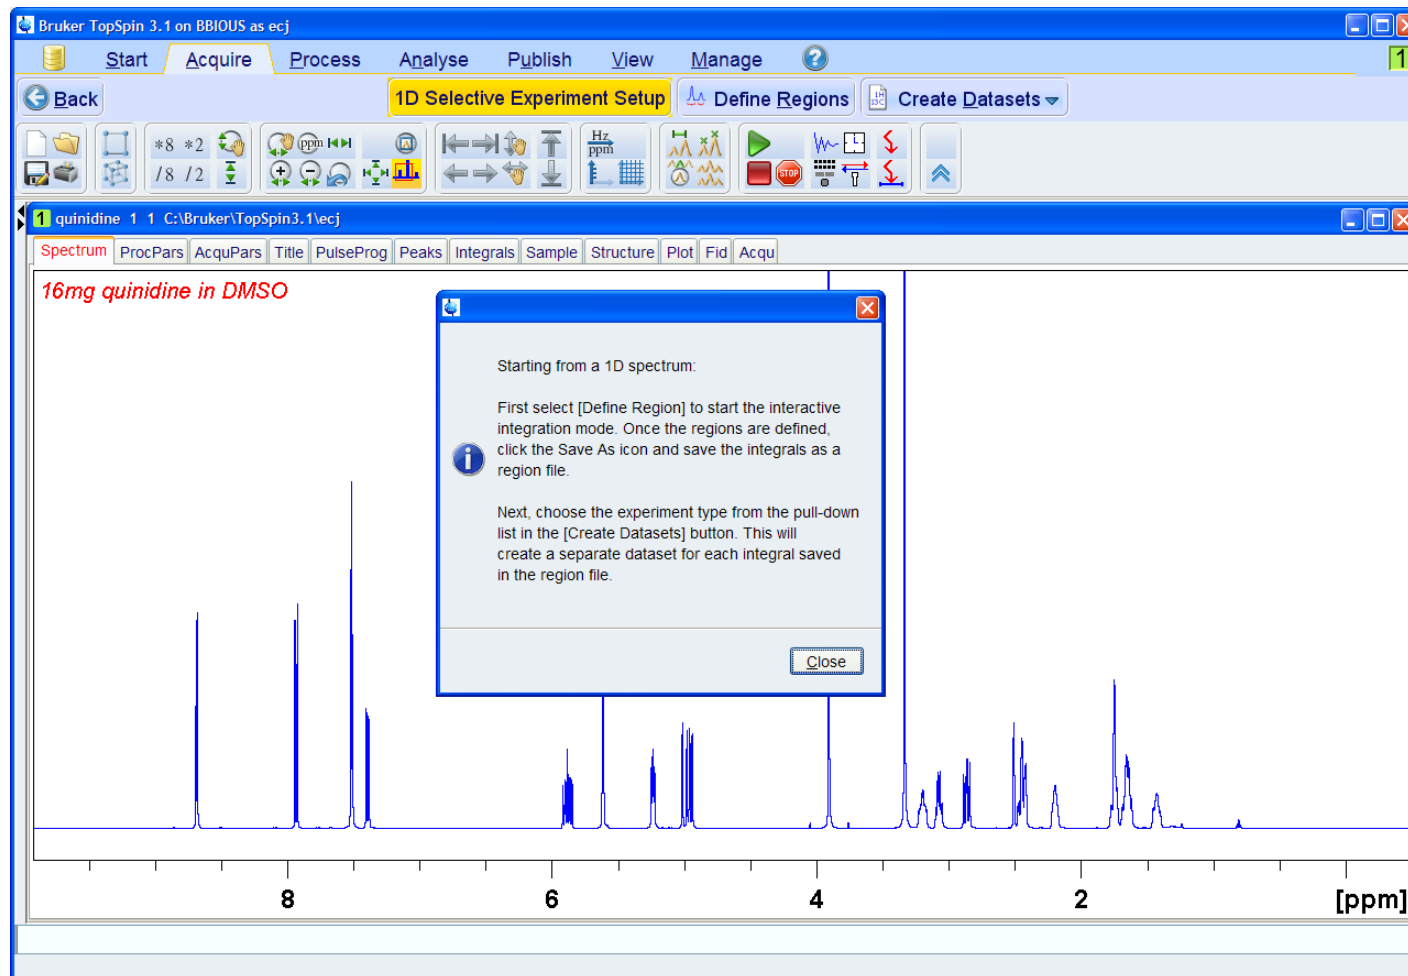 Bruker TopSpin 3.1 on BBIOUS as ecj
Start Acquire Process Analyse Publish View Manage ? 1
Back 1D Selective Experiment Setup Define Regions 1H 13C Create Datasets
*8 *2 ppm Hz ppm
/8 /2 STOP
1 quinidine 1 1 C:\Bruker\TopSpin3.1\ecj
Spectrum ProcPars AcquPars Title PulseProg Peaks Integrals Sample Structure Plot Fid Acqu
16mg quinidine in DMSO
Starting from a 1D spectrum:
First select [Define Region] to start the interactive
integration mode. Once the regions are defined,
click the Save As icon and save the integrals as a
region file.
Next, choose the experiment type from the pull-down
list in the [Create Datasets] button. This will
create a separate dataset for each integral saved
in the region file.
Close
8 6 4 2 [ppm]